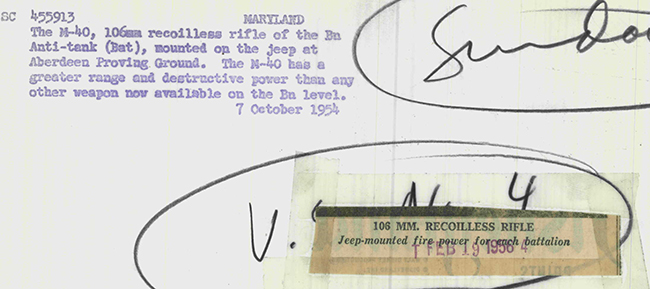 SC 455913 MARYLAND
The M-40, 106mm recoilless rifle of the Bn
Anti-tank (Bat), mounted on the jeep at
Aberdeen Proving Ground. The M-40 has a
greater range and destructive power than any
other weapon now available on the Bn level.
7 October 1954
V. 4
106 MM. RECOILLESS RIFLE
Jeep-mounted fire power for each battalion
FEB 19 1956